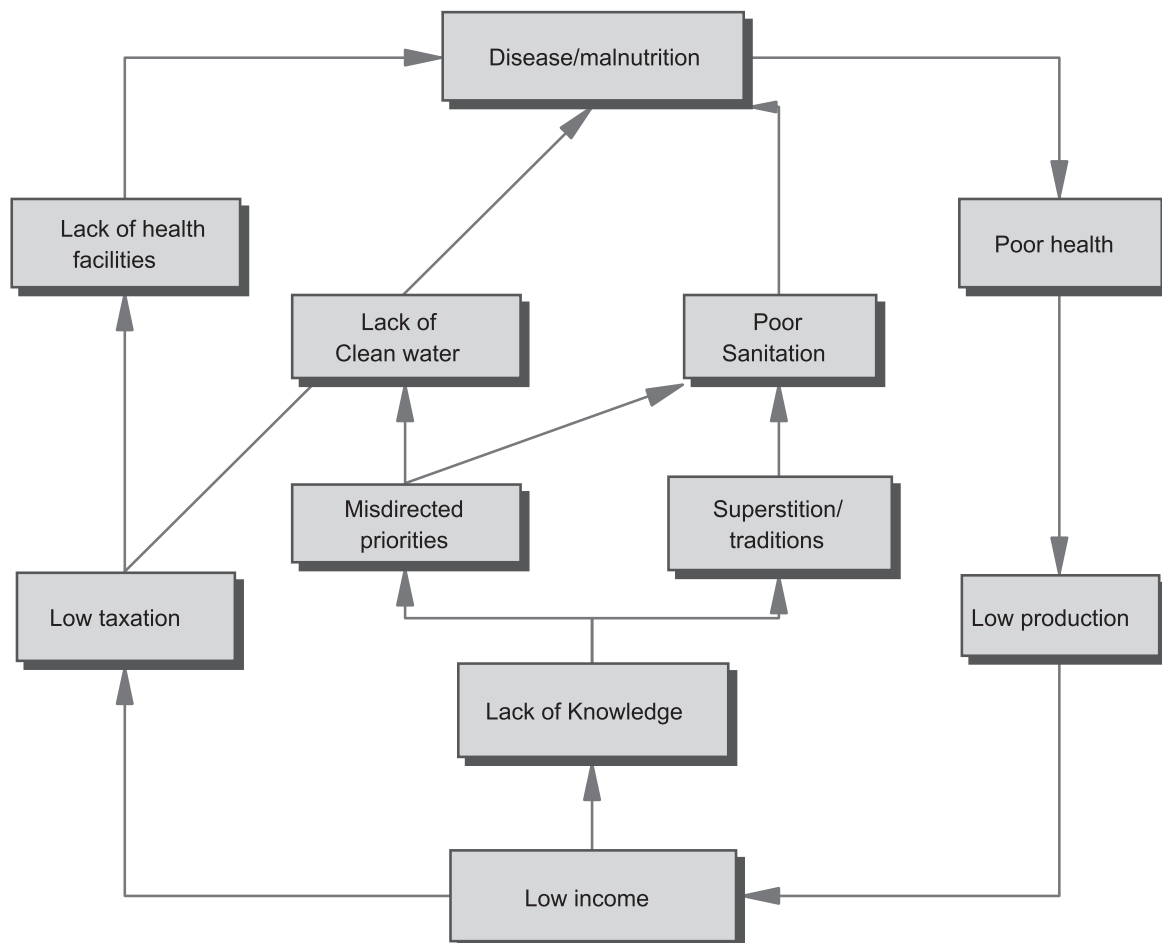 Disease/malnutrition
Lack of health
facilities
Poor health
Lack of
Clean water
Poor
Sanitation
Misdirected
priorities
Superstition/
traditions
Low taxation
Low production
Lack of Knowledge
Low income